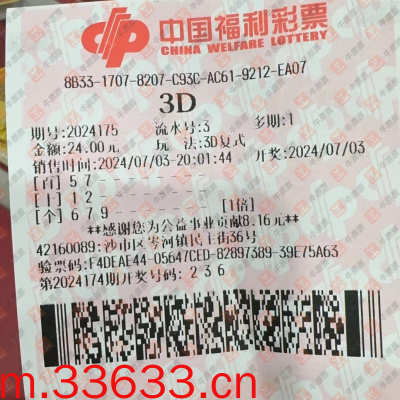 中国福利彩票
CHINA WELFARE LOTTERY
8B33-1707-8207-C93C-AC61-9212-EA07
3D
期号:2024175 流水号:3 多期:1
金额:24.00元 玩 法:3D复式
销售时间:2024/07/03-20:01:44 开奖:2024/07/03
[百] 5 7 -----------
[十] 1 2 -----------
[个] 6 7 9 ---------- [1倍]
**感谢您为公益事业贡献8.16元**
42160089:沙市区岑河镇民主街36号
验票码:F4DEAE44-05647CED-82897389-39E75A63
第2024174期开奖号码: 2 3 6
m.33633.cn